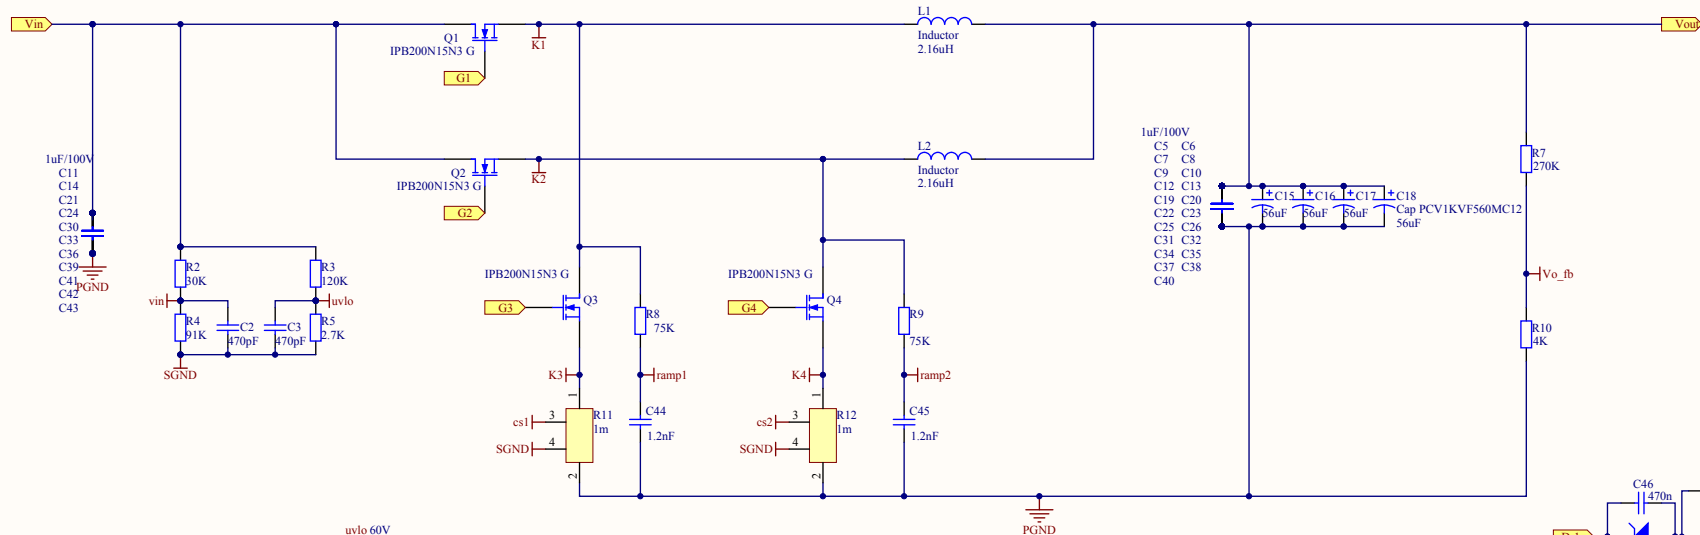 Vin
Q1
IPB200N15N3 G
G1
K1
L1
Inductor
2.16uH
Q2
IPB200N15N3 G
G2
K2
L2
Inductor
2.16uH
1uF/100V
C11
C14
C21
C24
C30
C33
C36
C39
C41
C42
C43
PGND
R2
30K
R3
120K
vin
uvlo
R4
91K
C2
470pF
C3
470pF
R5
2.7K
SGND
IPB200N15N3 G
G3
Q3
R8
75K
K3
ramp1
1
cs1
3
R11
1m
SGND
4
2
C44
1.2nF
IPB200N15N3 G
G4
Q4
R9
75K
K4
ramp2
1
cs2
3
R12
1m
SGND
4
2
C45
1.2nF
1uF/100V
C5 C6
C7 C8
C9 C10
C12 C13
C19 C20
C22 C23
C25 C26
C31 C32
C34 C35
C37 C38
C40
+ C15
56uF
+ C16
56uF
+ C17
56uF
+ C18
Cap PCV1KVF560MC12
56uF
Vout
R7
270K
Vo_fb
R10
4K
PGND
uvlo 60V
C46
470n